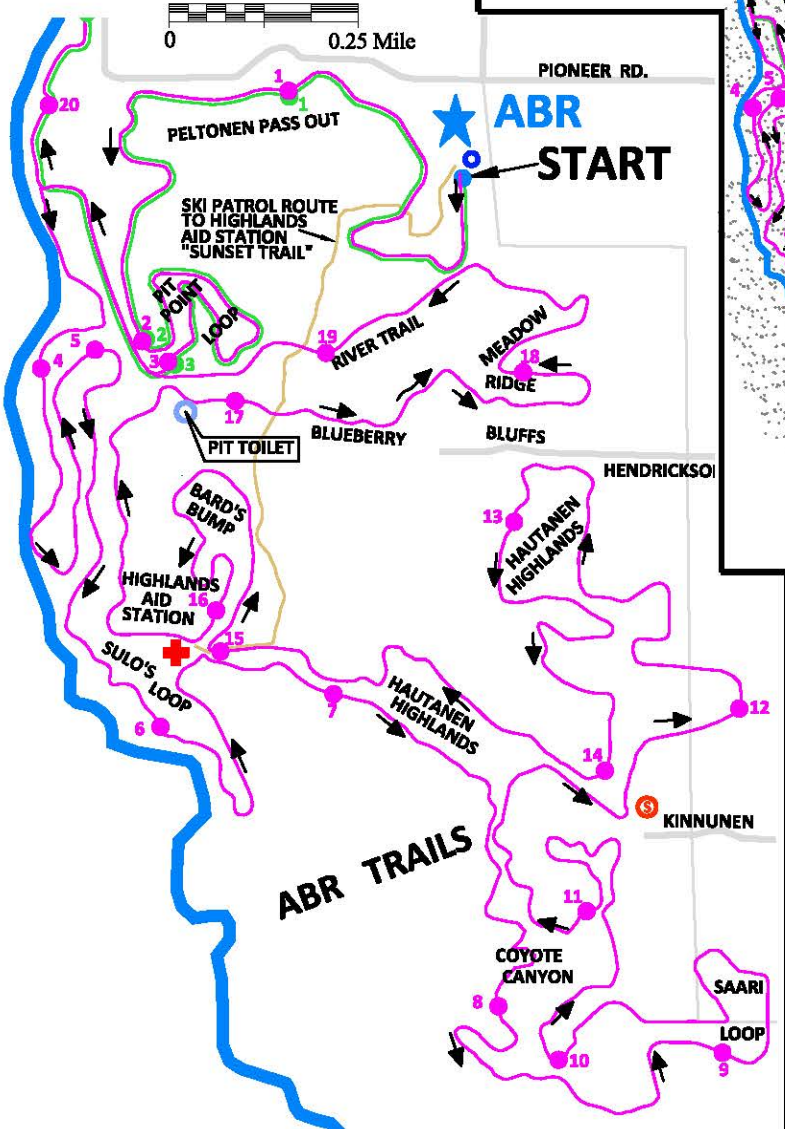 0
0.25 Mile
PIONEER RD.
1
1
ABR
START
PELTONEN PASS OUT
20
4
5
SKI PATROL ROUTE
TO HIGHLANDS
AID STATION
"SUNSET TRAIL"
PIT
POINT
LOOP
2
2
3
3
5
4
19
RIVER TRAIL
MEADOW
18
RIDGE
17
PIT TOILET
BLUEBERRY
BLUFFS
HENDRICKSO
BARD'S
BUMP
13
HAUTANEN
HIGHLANDS
HIGHLANDS
AID
STATION
16
15
SULO'S
LOOP
6
7
HAUTANEN
HIGHLANDS
12
14
$
KINNUNEN
ABR TRAILS
11
COYOTE
CANYON
8
10
SAARI
LOOP
9